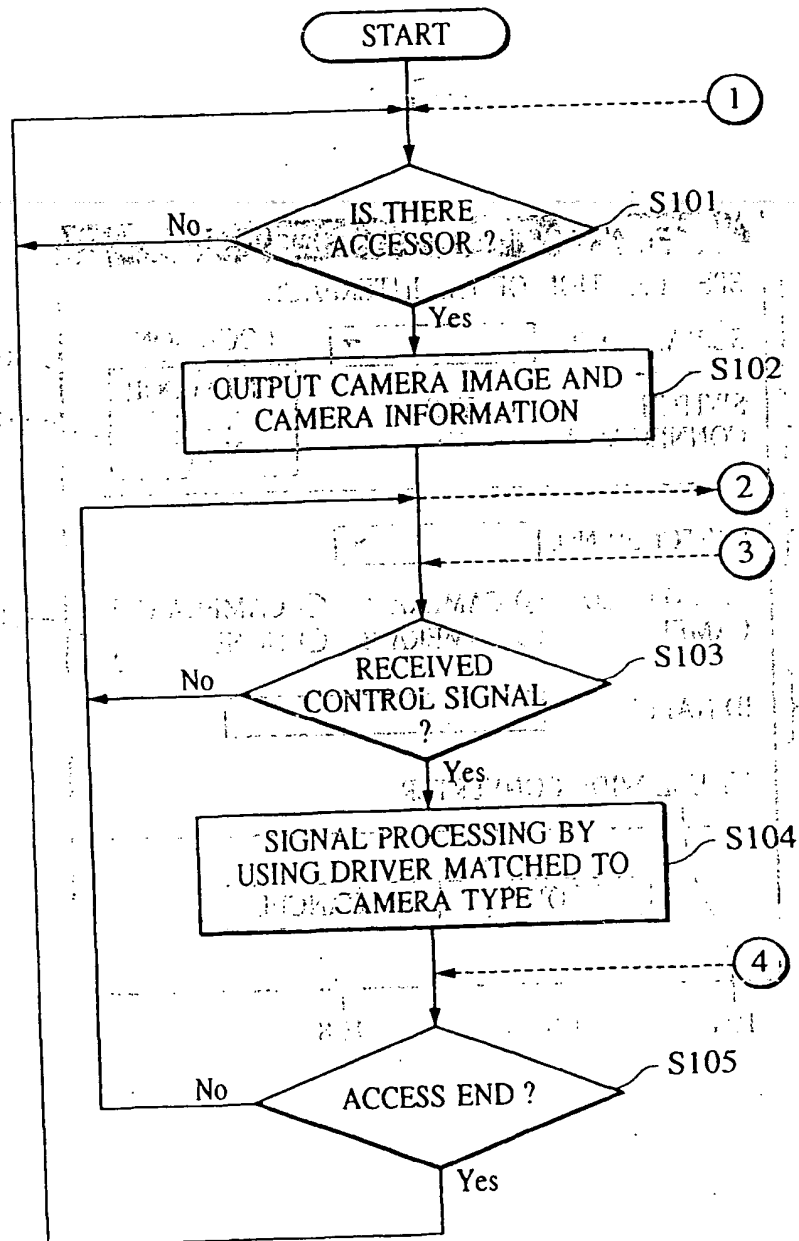 START
1
IS THERE
ACCESSOR ?
S101
No
Yes
OUTPUT CAMERA IMAGE AND
CAMERA INFORMATION
S102
2
3
RECEIVED
CONTROL SIGNAL
?
S103
No
Yes
SIGNAL PROCESSING BY
USING DRIVER MATCHED TO
CAMERA TYPE
S104
4
ACCESS END ?
S105
No
Yes